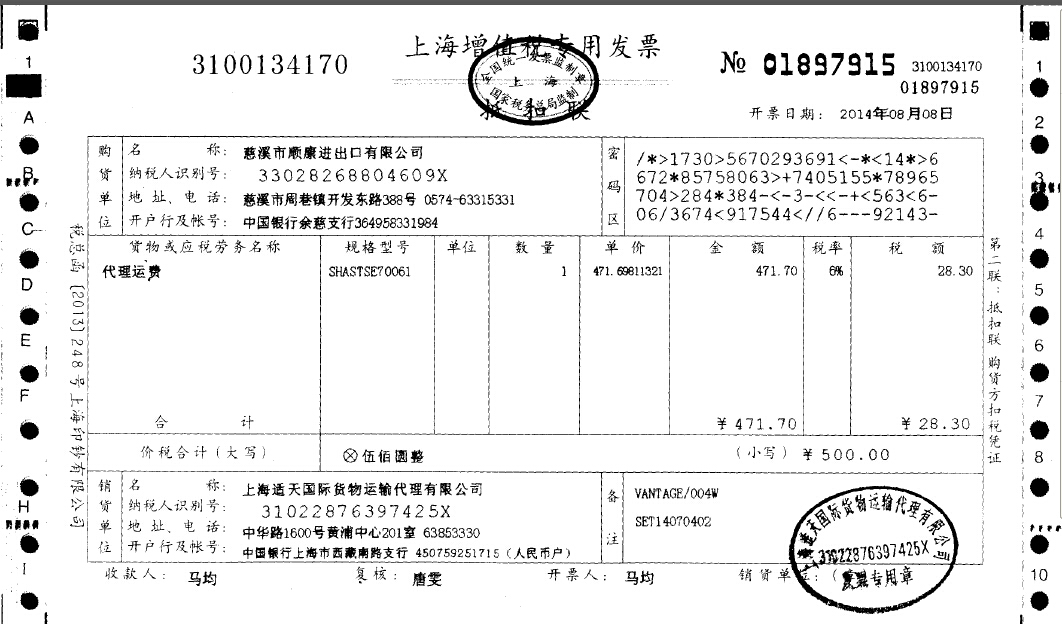 上海增值税专用发票
3100134170
№ 01897915
3100134170
01897915
全国统一发票监制章
上海
国家税务总局监制
抵扣联
开票日期: 2014年08月08日
购货单位
名 称: 慈溪市顺康进出口有限公司
纳税人识别号: 33028268804609X
地 址、电 话: 慈溪市周巷镇开发东路388号 0574-63315331
开户行及帐号: 中国银行余慈支行364958331984
密码区
/*>1730>5670293691<-*<14*>6
672*85758063>+7405155*78965
704>284*384-<-3-<<-+<563<6-
06/3674<917544<//6---92143-
货物或应税劳务名称 规格型号 单位 数 量 单 价 金 额 税率 税 额
代理运费 SHASTSE70061 1 471.69811321 471.70 6% 28.30
合 计 ¥471.70 ¥28.30
价税合计(大写) ⊗伍佰圆整 (小写) ¥500.00
销货单位
名 称: 上海适天国际货物运输代理有限公司
纳税人识别号: 31022876397425X
地 址、电 话: 中华路1600号黄浦中心201室 63853330
开户行及帐号: 中国银行上海市西藏南路支行 450759251715(人民币户)
备注
VANTAGE/004W
SET14070402
收款人: 马均 复核: 唐雯 开票人: 马均 销货单位:(
上海适天国际货物运输代理有限公司
31022876397425X
发票专用章
税总函[2013]248号上海印钞有限公司
第二联:抵扣联 购货方扣税凭证
1
A
B
C
D
E
F
H
I
1
2
3
4
5
6
7
8
10